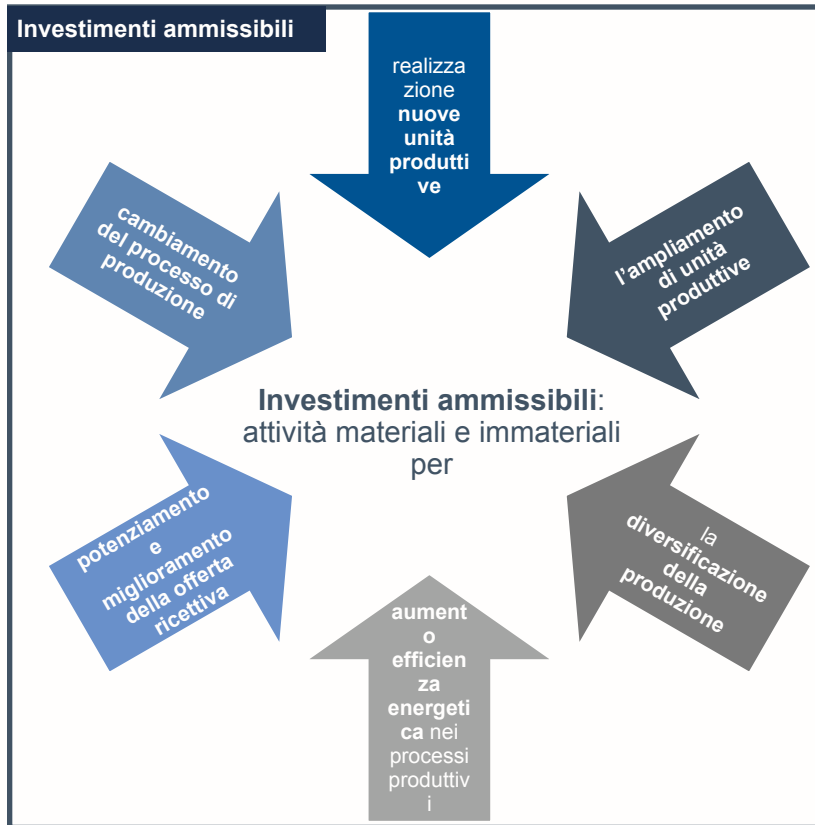 Investimenti ammissibili
realizza
zione
nuove
unità
produtti
ve
l'ampliamento
di unità
produttive
la
diversificazione
della
produzione
aument
o
efficien
za
energeti
ca nei
processi
produttiv
i
potenziamento
e
miglioramento
della offerta
ricettiva
cambiamento
del processo di
produzione
Investimenti ammissibili:
attività materiali e immateriali
per